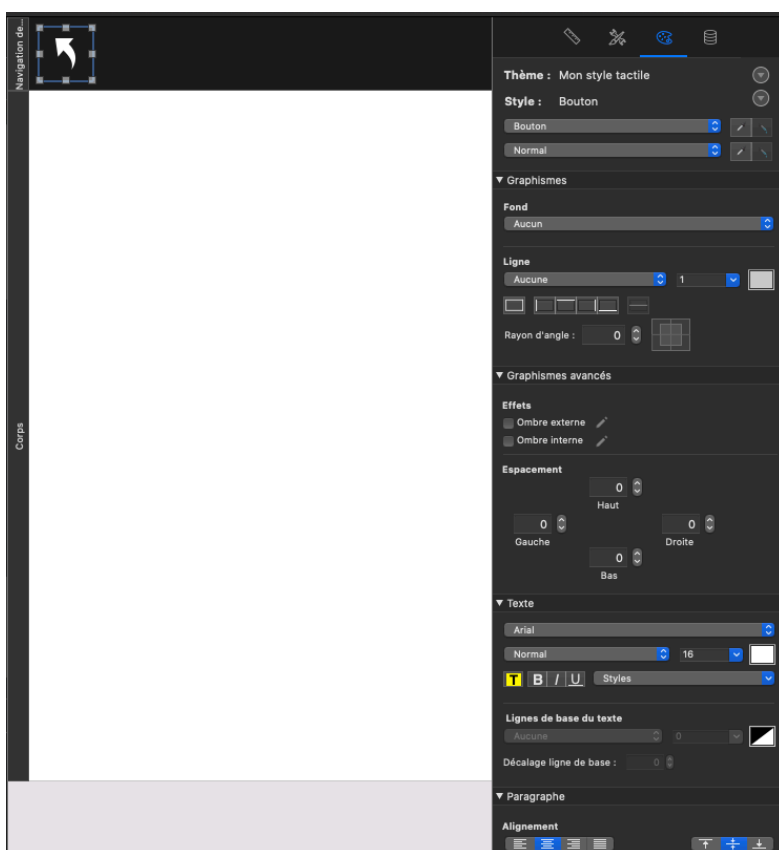 Navigation de...
Corps
Thème : Mon style tactile
Style : Bouton
Bouton
Normal
Graphismes
Fond
Aucun
Ligne
Aucune 1
Rayon d'angle : 0
Graphismes avancés
Effets
Ombre externe
Ombre interne
Espacement
0
Haut
0 0
Gauche Droite
0
Bas
Texte
Arial
Normal 16
T B I U Styles
Lignes de base du texte
Aucune 0
Décalage ligne de base : 0
Paragraphe
Alignement